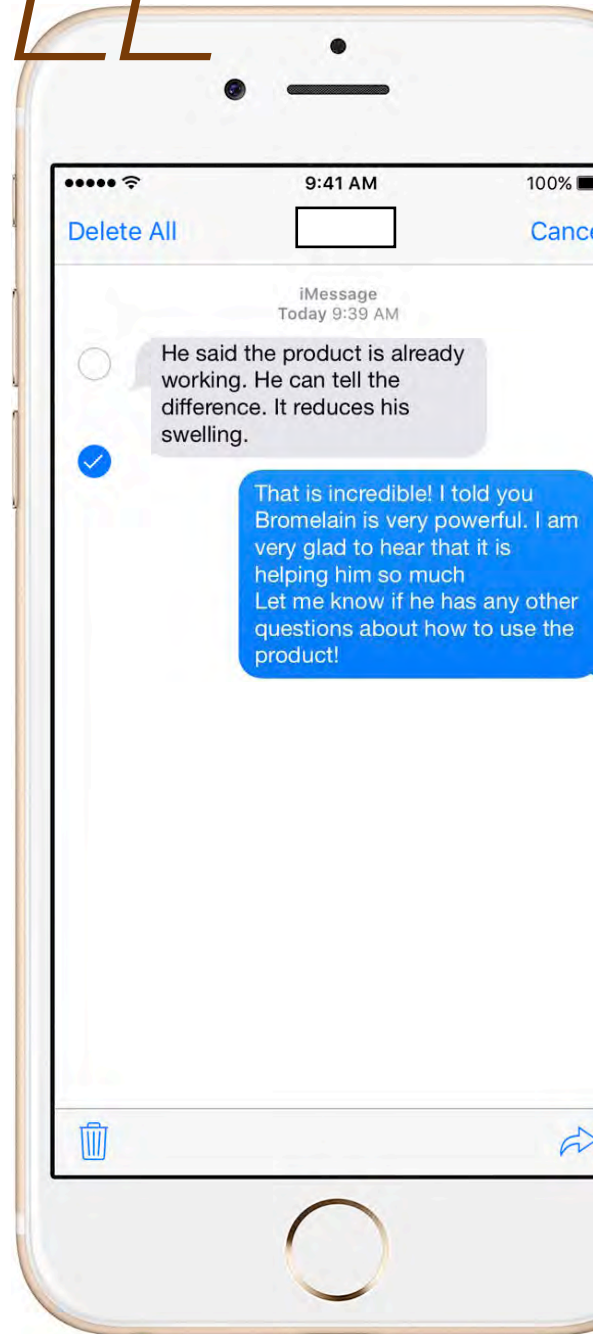 LL
9:41 AM
100%
Delete All
Cance
iMessage
Today 9:39 AM
He said the product is already
working. He can tell the
difference. It reduces his
swelling.
That is incredible! I told you
Bromelain is very powerful. I am
very glad to hear that it is
helping him so much
Let me know if he has any other
questions about how to use the
product!